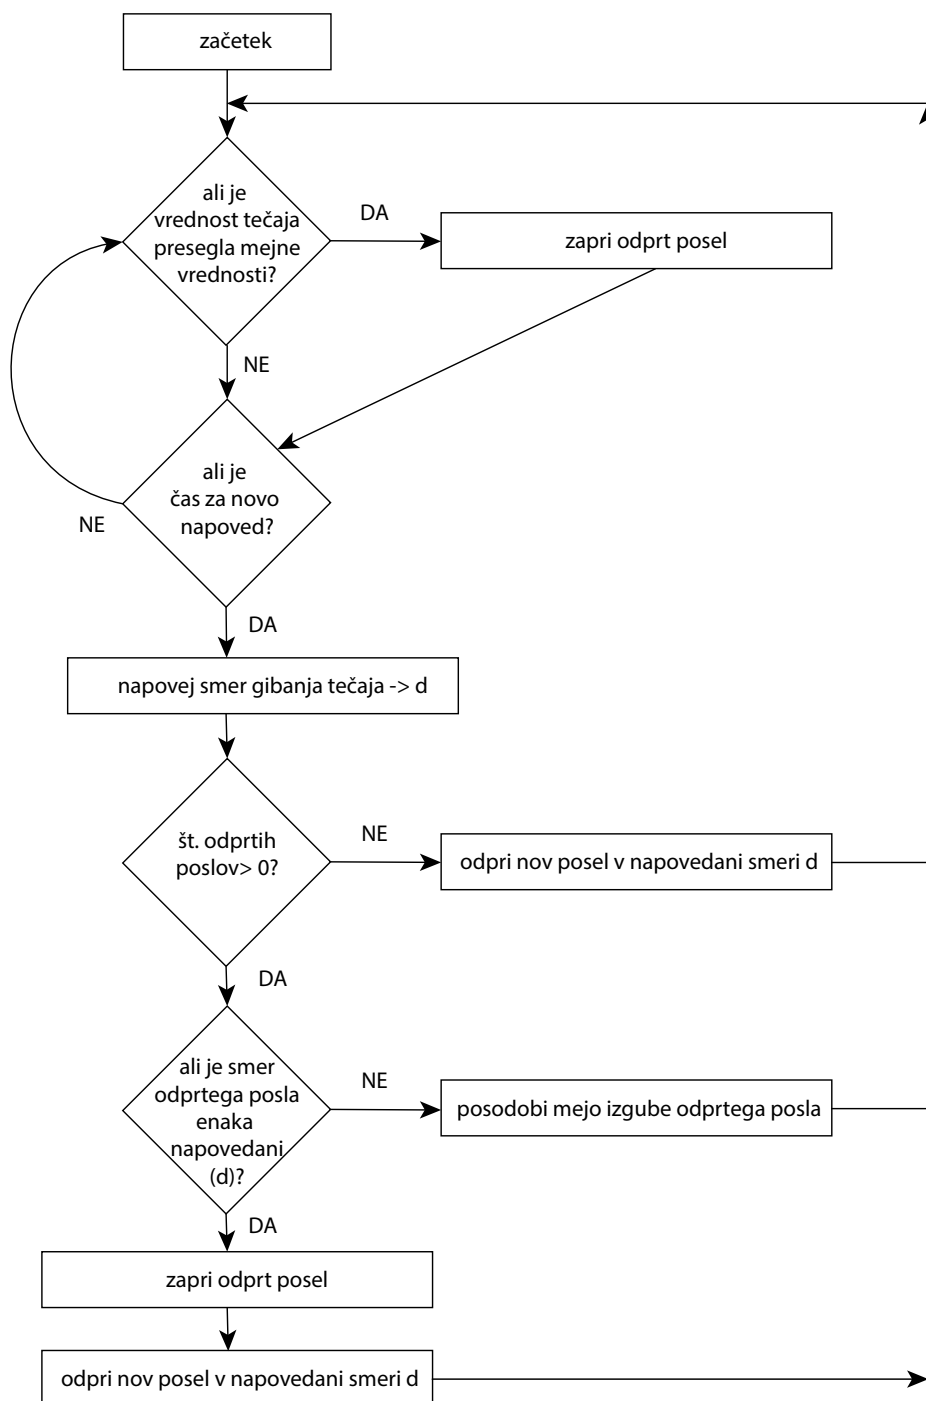 začetek
ali je
vrednost tečaja
presegla mejne
vrednosti?
DA
zapri odprt posel
NE
ali je
čas za novo
napoved?
NE
DA
napovej smer gibanja tečaja -> d
št. odprtih
poslov> 0?
NE
odpri nov posel v napovedani smeri d
DA
ali je smer
odprtega posla
enaka
napovedani
(d)?
NE
posodobi mejo izgube odprtega posla
DA
zapri odprt posel
odpri nov posel v napovedani smeri d